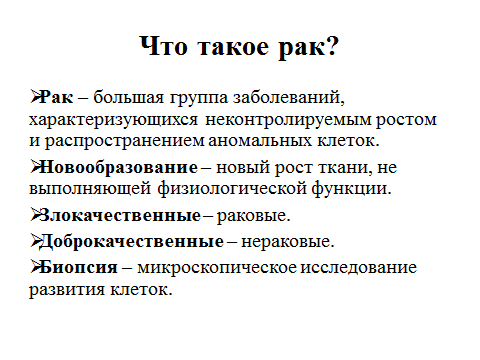 Что такое рак?
➢Рак – большая группа заболеваний,
характеризующихся неконтролируемым ростом
и распространением аномальных клеток.
➢Новообразование – новый рост ткани, не
выполняющей физиологической функции.
➢Злокачественные – раковые.
➢Доброкачественные – нераковые.
➢Биопсия – микроскопическое исследование
развития клеток.